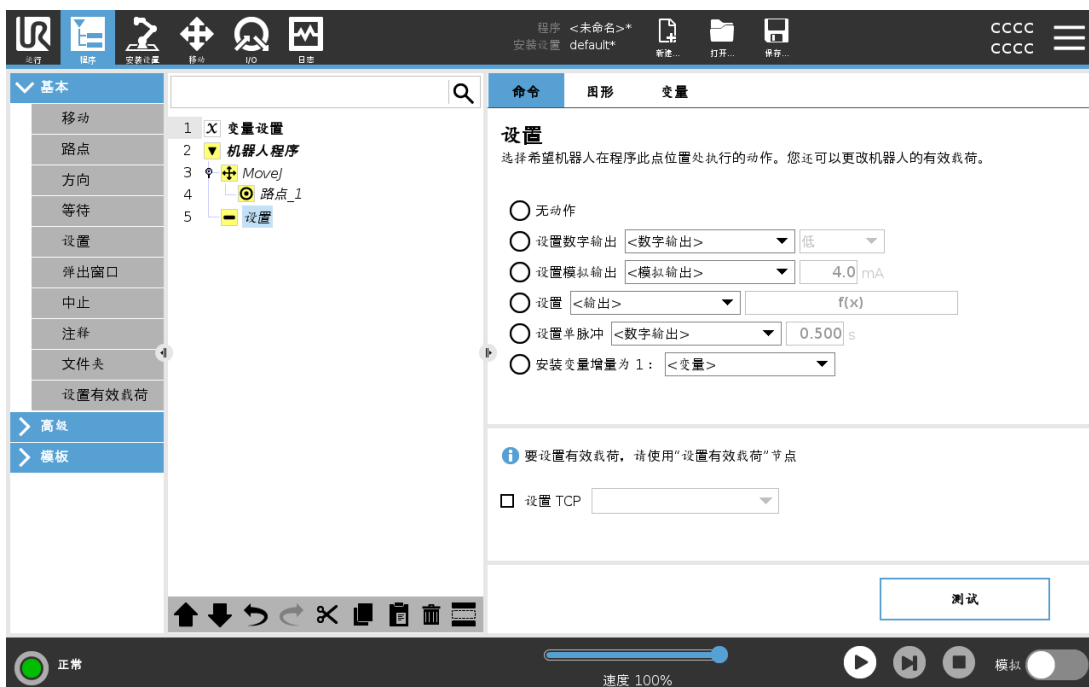 UR
运行
程序
安装设置
移动
I/O
日志
程序 <未命名>*
安装设置 default*
新建...
打开...
保存...
CCCC
CCCC
基本
移动
路点
方向
等待
设置
弹出窗口
中止
注释
文件夹
设置有效载荷
高级
模板
1 X 变量设置
2 机器人程序
3 MoveJ
4 路点_1
5 设置
命令 图形 变量
设置
选择希望机器人在程序此点位置处执行的动作。您还可以更改机器人的有效载荷。
无动作
设置数字输出 <数字输出> 低
设置模拟输出 <模拟输出> 4.0 mA
设置 <输出> f(x)
设置单脉冲 <数字输出> 0.500 s
安装变量增量为 1： <变量>
要设置有效载荷，请使用“设置有效载荷”节点
设置 TCP
测试
正常
速度 100%
模拟